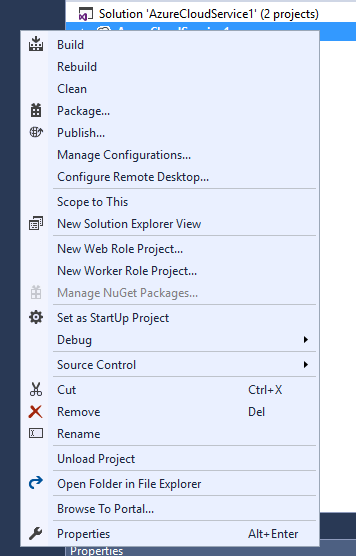 Solution 'AzureCloudService1' (2 projects)
Build
Rebuild
Clean
Package...
Publish...
Manage Configurations...
Configure Remote Desktop...
Scope to This
New Solution Explorer View
New Web Role Project...
New Worker Role Project...
Manage NuGet Packages...
Set as StartUp Project
Debug
Source Control
Cut Ctrl+X
Remove Del
Rename
Unload Project
Open Folder in File Explorer
Browse To Portal...
Properties Alt+Enter
Properties